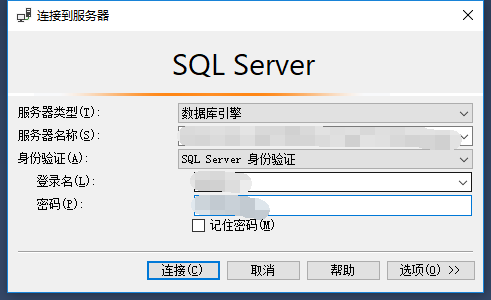 连接到服务器
SQL Server
服务器类型(T): 数据库引擎
服务器名称(S):
身份验证(A): SQL Server 身份验证
登录名(L):
密码(P):
记住密码(M)
连接(C) 取消 帮助 选项(O) >>